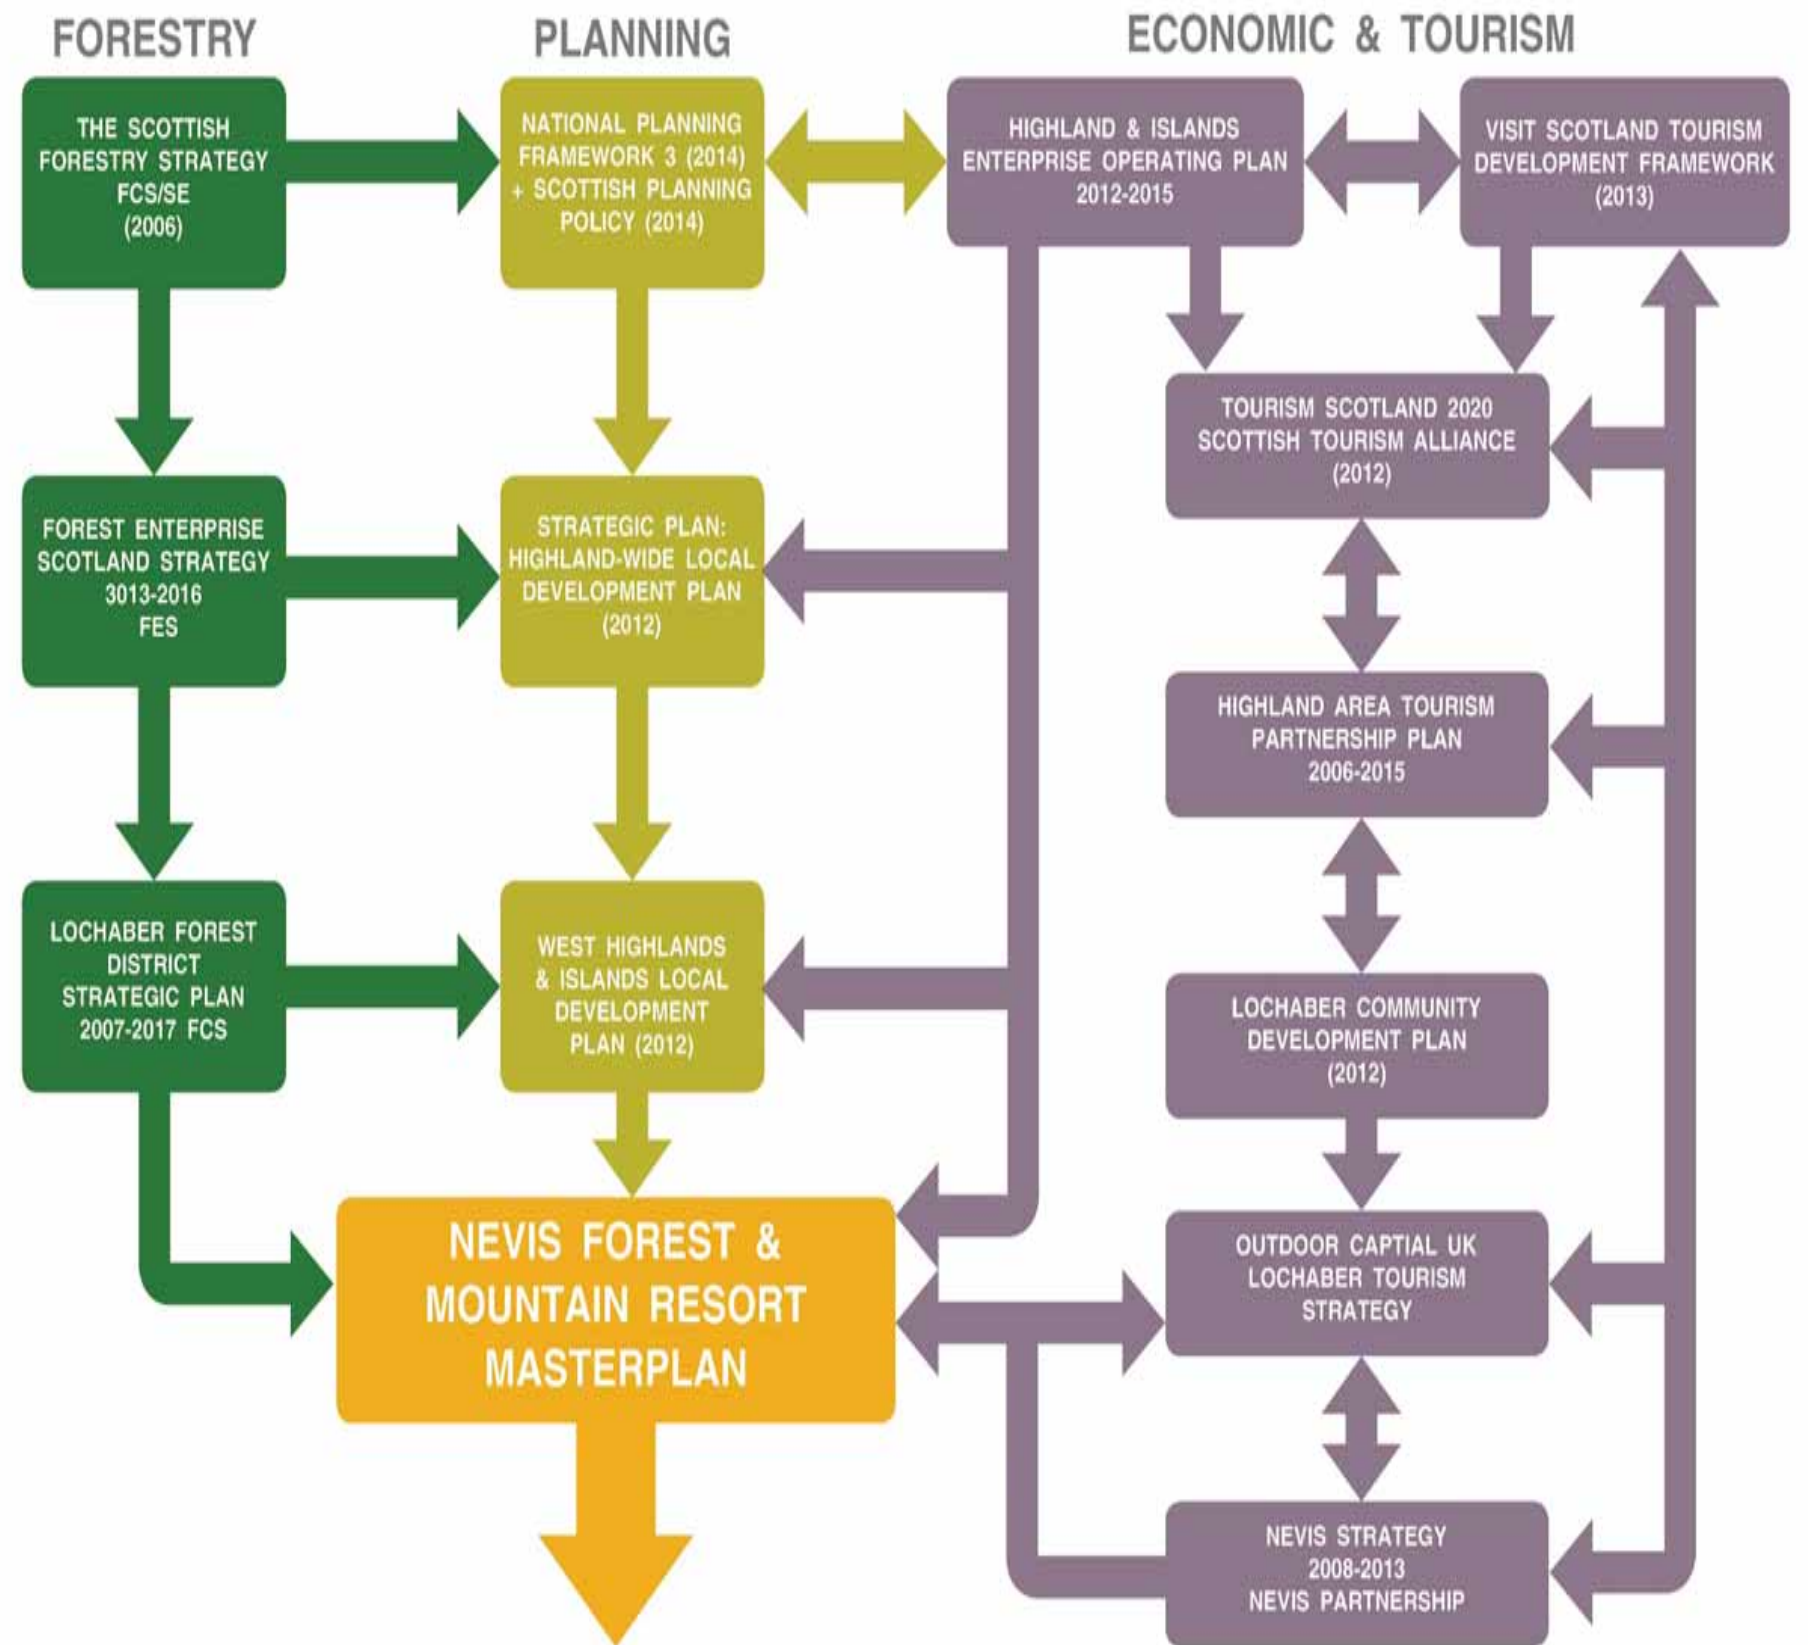 FORESTRY
PLANNING
ECONOMIC & TOURISM
THE SCOTTISH
FORESTRY STRATEGY
FCS/SE
(2006)
NATIONAL PLANNING
FRAMEWORK 3 (2014)
+ SCOTTISH PLANNING
POLICY (2014)
HIGHLAND & ISLANDS
ENTERPRISE OPERATING PLAN
2012-2015
VISIT SCOTLAND TOURISM
DEVELOPMENT FRAMEWORK
(2013)
TOURISM SCOTLAND 2020
SCOTTISH TOURISM ALLIANCE
(2012)
FOREST ENTERPRISE
SCOTLAND STRATEGY
3013-2016
FES
STRATEGIC PLAN:
HIGHLAND-WIDE LOCAL
DEVELOPMENT PLAN
(2012)
HIGHLAND AREA TOURISM
PARTNERSHIP PLAN
2006-2015
LOCHABER FOREST
DISTRICT
STRATEGIC PLAN
2007-2017 FCS
WEST HIGHLANDS
& ISLANDS LOCAL
DEVELOPMENT
PLAN (2012)
LOCHABER COMMUNITY
DEVELOPMENT PLAN
(2012)
NEVIS FOREST &
MOUNTAIN RESORT
MASTERPLAN
OUTDOOR CAPTIAL UK
LOCHABER TOURISM
STRATEGY
NEVIS STRATEGY
2008-2013
NEVIS PARTNERSHIP